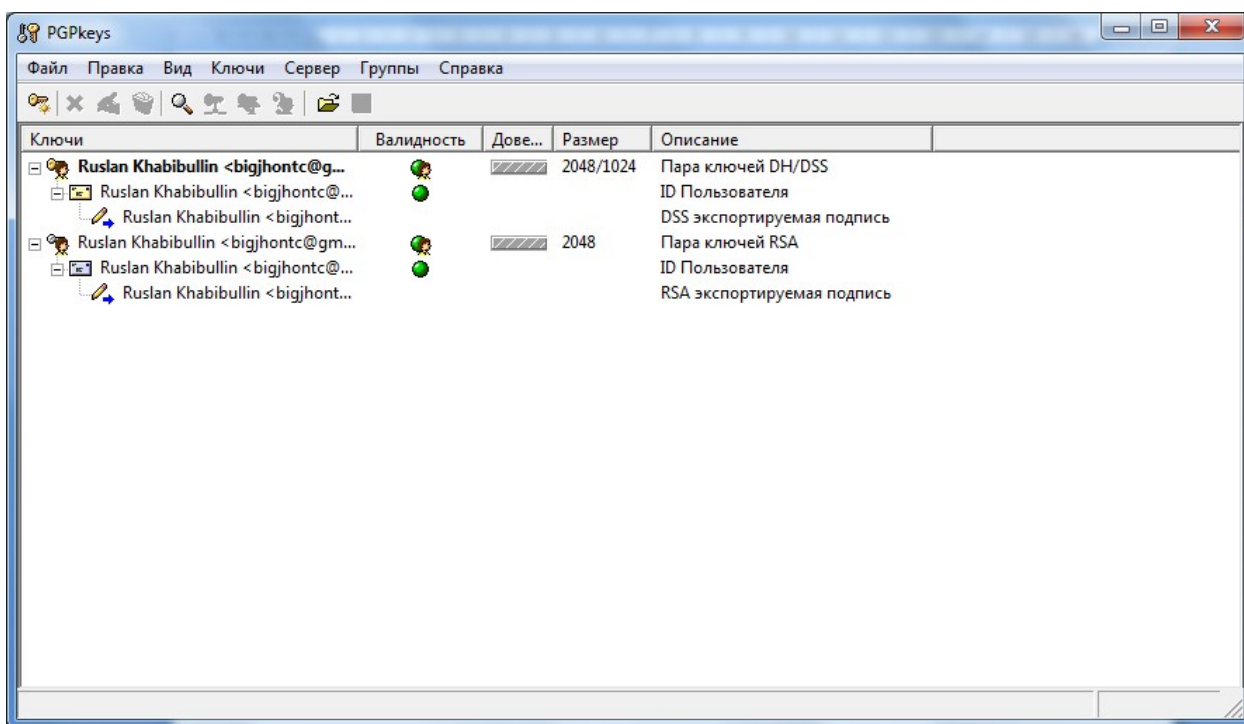 PGPkeys
Файл Правка Вид Ключи Сервер Группы Справка
Ключи Валидность Дове... Размер Описание
Ruslan Khabibullin <bigjhontc@g... 2048/1024 Пара ключей DH/DSS
Ruslan Khabibullin <bigjhontc@... ID Пользователя
Ruslan Khabibullin <bigjhont... DSS экспортируемая подпись
Ruslan Khabibullin <bigjhontc@gm... 2048 Пара ключей RSA
Ruslan Khabibullin <bigjhontc@... ID Пользователя
Ruslan Khabibullin <bigjhont... RSA экспортируемая подпись